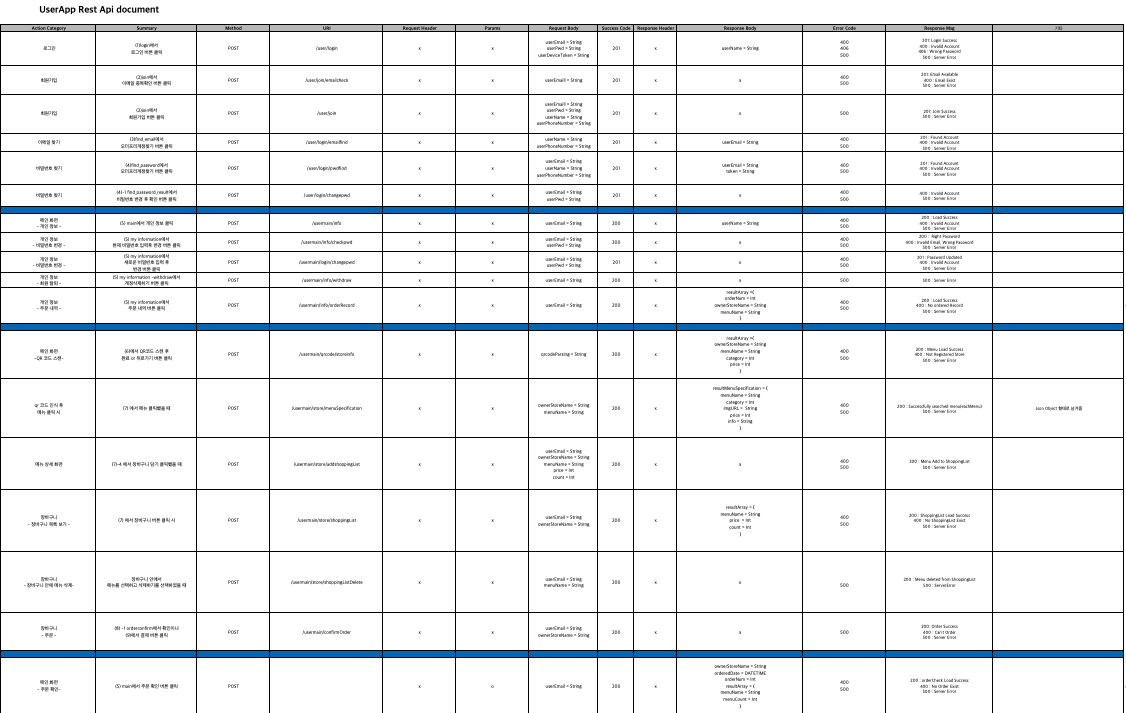 UserApp Rest Api document
Action Category Summary Method URI Request Header Params Request Body Success Code Response Header Response Body Error Code Response Msg 기타
로그인
(1)login에서
로그인 버튼 클릭
POST
/user/login
x
x
userEmail = String
userPwd = String
userDeviceToken = String
201
x
userName = String
400
406
500
201: Login Success
400 : Invalid Account
406 : Wrong Password
500 : Server Error
회원가입
(2)join에서
이메일 중복확인 버튼 클릭
POST
/user/join/emailcheck
x
x
userEmail = String
201
x
x
400
500
201: Email Available
400 : Email Exist
500 : Server Error
회원가입
(2)join에서
회원가입 버튼 클릭
POST
/user/join
x
x
userEmail = String
userPwd = String
userName = String
userPhoneNumber = String
201
x
x
500
201: Join Success
500 : Server Error
이메일 찾기
(3)find_email에서
오더프리계정찾기 버튼 클릭
POST
/user/login/emailfind
x
x
userName = String
userPhoneNumber = String
201
x
userEmail = String
400
500
201 : Found Account
400 : Invalid Account
500 : Server Error
비밀번호 찾기
(4)find_password에서
오더프리계정찾기 버튼 클릭
POST
/user/login/pwdfind
x
x
userEmail = String
userName = String
userPhoneNumber = String
201
x
userEmail = String
token = String
400
500
201 : Found Account
400 : Invalid Account
500 : Server Error
비밀번호 찾기
(4)-1 find_password_result에서
비밀번호 변경 후 확인 버튼 클릭
POST
/user/login/changepwd
x
x
userEmail = String
userPwd = String
201
x
x
400
500
400 : Invalid Account
500 : Server Error
메인 화면
- 개인 정보 -
(5) main에서 개인 정보 클릭
POST
/usermain/info
x
x
userEmail = String
200
x
userName = String
400
500
200 : Load Success
400 : Invalid Account
500 : Server Error
개인 정보
- 비밀번호 변경 -
(5) my information에서
현재 비밀번호 입력후 변경 버튼 클릭
POST
/usermain/info/checkpwd
x
x
userEmail = String
userPwd = String
200
x
x
400
500
200 : Right Password
400 : Invalid Email, Wrong Password
500 : Server Error
개인 정보
- 비밀번호 변경 -
(5) my information에서
새로운 비밀번호 입력 후
변경 버튼 클릭
POST
/usermain/login/changepwd
x
x
userEmail = String
userPwd = String
201
x
x
400
500
201 : Password Updated
400 : Invalid Account
500 : Server Error
개인 정보
- 회원 탈퇴 -
(5) my information -withdraw에서
계정삭제하기 버튼 클릭
POST
/usermain/info/withdraw
x
x
userEmail = String
200
x
x
500
500 : Server Error
개인 정보
- 주문 내역 -
(5) my information에서
주문 내역 버튼 클릭
POST
/usermain/info/orderRecord
x
x
userEmail = String
200
x
resultArray ={
orderNum = Int
ownerStoreName = String
menuName = String
}
400
500
200 : Load Success
400 : No ordered Record
500 : Server Error
메인 화면
-QR 코드 스캔-
(6)에서 QR코드 스캔 후
완료 or 뒤로가기 버튼 클릭
POST
/usermain/qrcode/storeInfo
x
x
qrcodeParsing = String
200
x
resultArray ={
ownerStoreName = String
menuName = String
category = Int
price = Int
}
400
500
200 : Menu Load Success
400 : Not Registered Store
500 : Server Error
qr 코드 인식 후
메뉴 클릭 시
(7) 에서 메뉴 클릭했을 때
POST
/usermain/store/menuSpecification
x
x
ownerStoreName = String
menuName = String
200
x
resultMenuSpecification = {
menuName = String
category = Int
imgURL = String
price = Int
info = String
}
400
500
200 : Successfully searched menu(eachMenu)
500 : Server Error
Json Object 형태로 넘겨줌
메뉴 상세 화면
(7)-4 에서 장바구니 담기 클릭했을 때
POST
/usermain/store/addshoppingList
x
x
userEmail = String
ownerStoreName = String
menuName = String
price = Int
count = Int
200
x
x
400
500
200 : Menu Add to ShoppingList
500 : Server Error
장바구니
- 장바구니 목록 보기 -
(7) 에서 장바구니 버튼 클릭 시
POST
/usermain/store/shoppingList
x
x
userEmail = String
ownerStoreName = String
200
x
resultArray = {
menuName = String
price = Int
count = Int
}
400
500
200 : ShoppingList Load Success
400 : No ShoppingList Exist
500 : Server Error
장바구니
- 장바구니 안에 메뉴 삭제-
장바구니 안에서
메뉴를 선택하고 삭제하기를 선택하였을 때
POST
/usermain/store/shoppingListDelete
x
x
userEmail = String
menuName = String
200
x
x
500
200 : Menu deleted from ShoppingList
500 : ServerError
장바구니
- 주문 -
(8) -1 orderconfirm에서 확인이나
(9)에서 결제 버튼 클릭
POST
/usermain/confirmOrder
x
x
userEmail = String
ownerStoreName = String
200
x
x
500
200: Order Success
400 : Can't Order
500 : Server Error
메인 화면
- 주문 확인-
(5) main에서 주문 확인 버튼 클릭
POST
x
o
userEmail = String
200
x
ownerStoreName = String
orderedDate = DATETIME
orderNum = Int
resultArray = {
menuName = String
menuCount = Int
}
400
500
200 : orderCheck Load Success
400 : No Order Exist
500 : Server Error